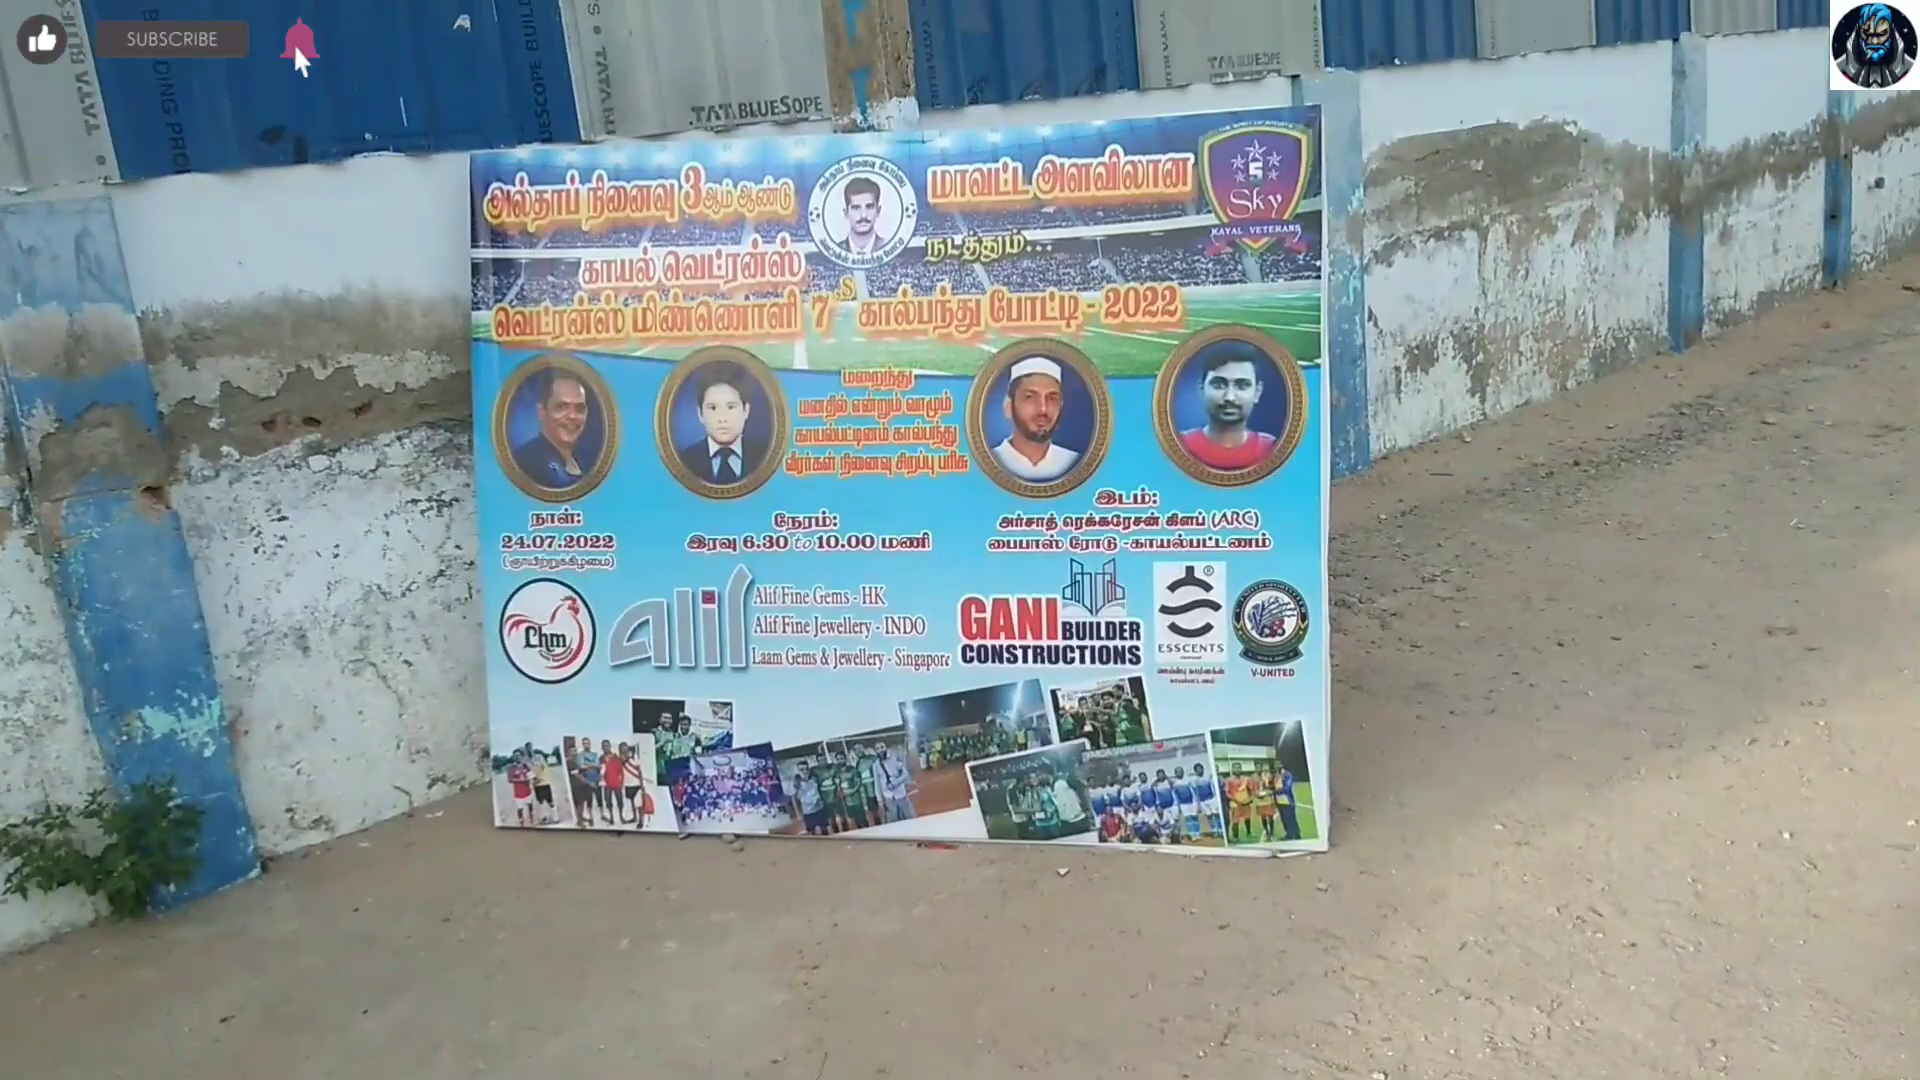 SUBSCRIBE
TATA BLUESCOPE BUILDING
TATA BLUESCOPE
அல்தாப் நினைவு 3ஆம் ஆண்டு
மாவட்ட அளவிலான
5
Sky
KAYAL VETERANS
காயல் வெட்ரன்ஸ்
நடத்தும்...
வெட்ரன்ஸ் மிண்ணொளி 7's கால்பந்து போட்டி - 2022
மறைந்து
மனதில் என்றும் வாழும்
காயல்பட்டினம் கால்பந்து
வீரர்கள் நினைவு சிறப்பு பரிசு
நாள்:
24.07.2022
(ஞாயிற்றுக்கிழமை)
நேரம்:
இரவு 6.30 to 10.00 மணி
இடம்:
அர்சாத் ரெக்கரேசன் கிளப் (ARC)
பைபாஸ் ரோடு -காயல்பட்டணம்
Lhm
alif
Alif Fine Gems - HK
Alif Fine Jewellery - INDO
Laam Gems & Jewellery - Singapore
GANI BUILDER
CONSTRUCTIONS
ESSCENTS
V-UNITED